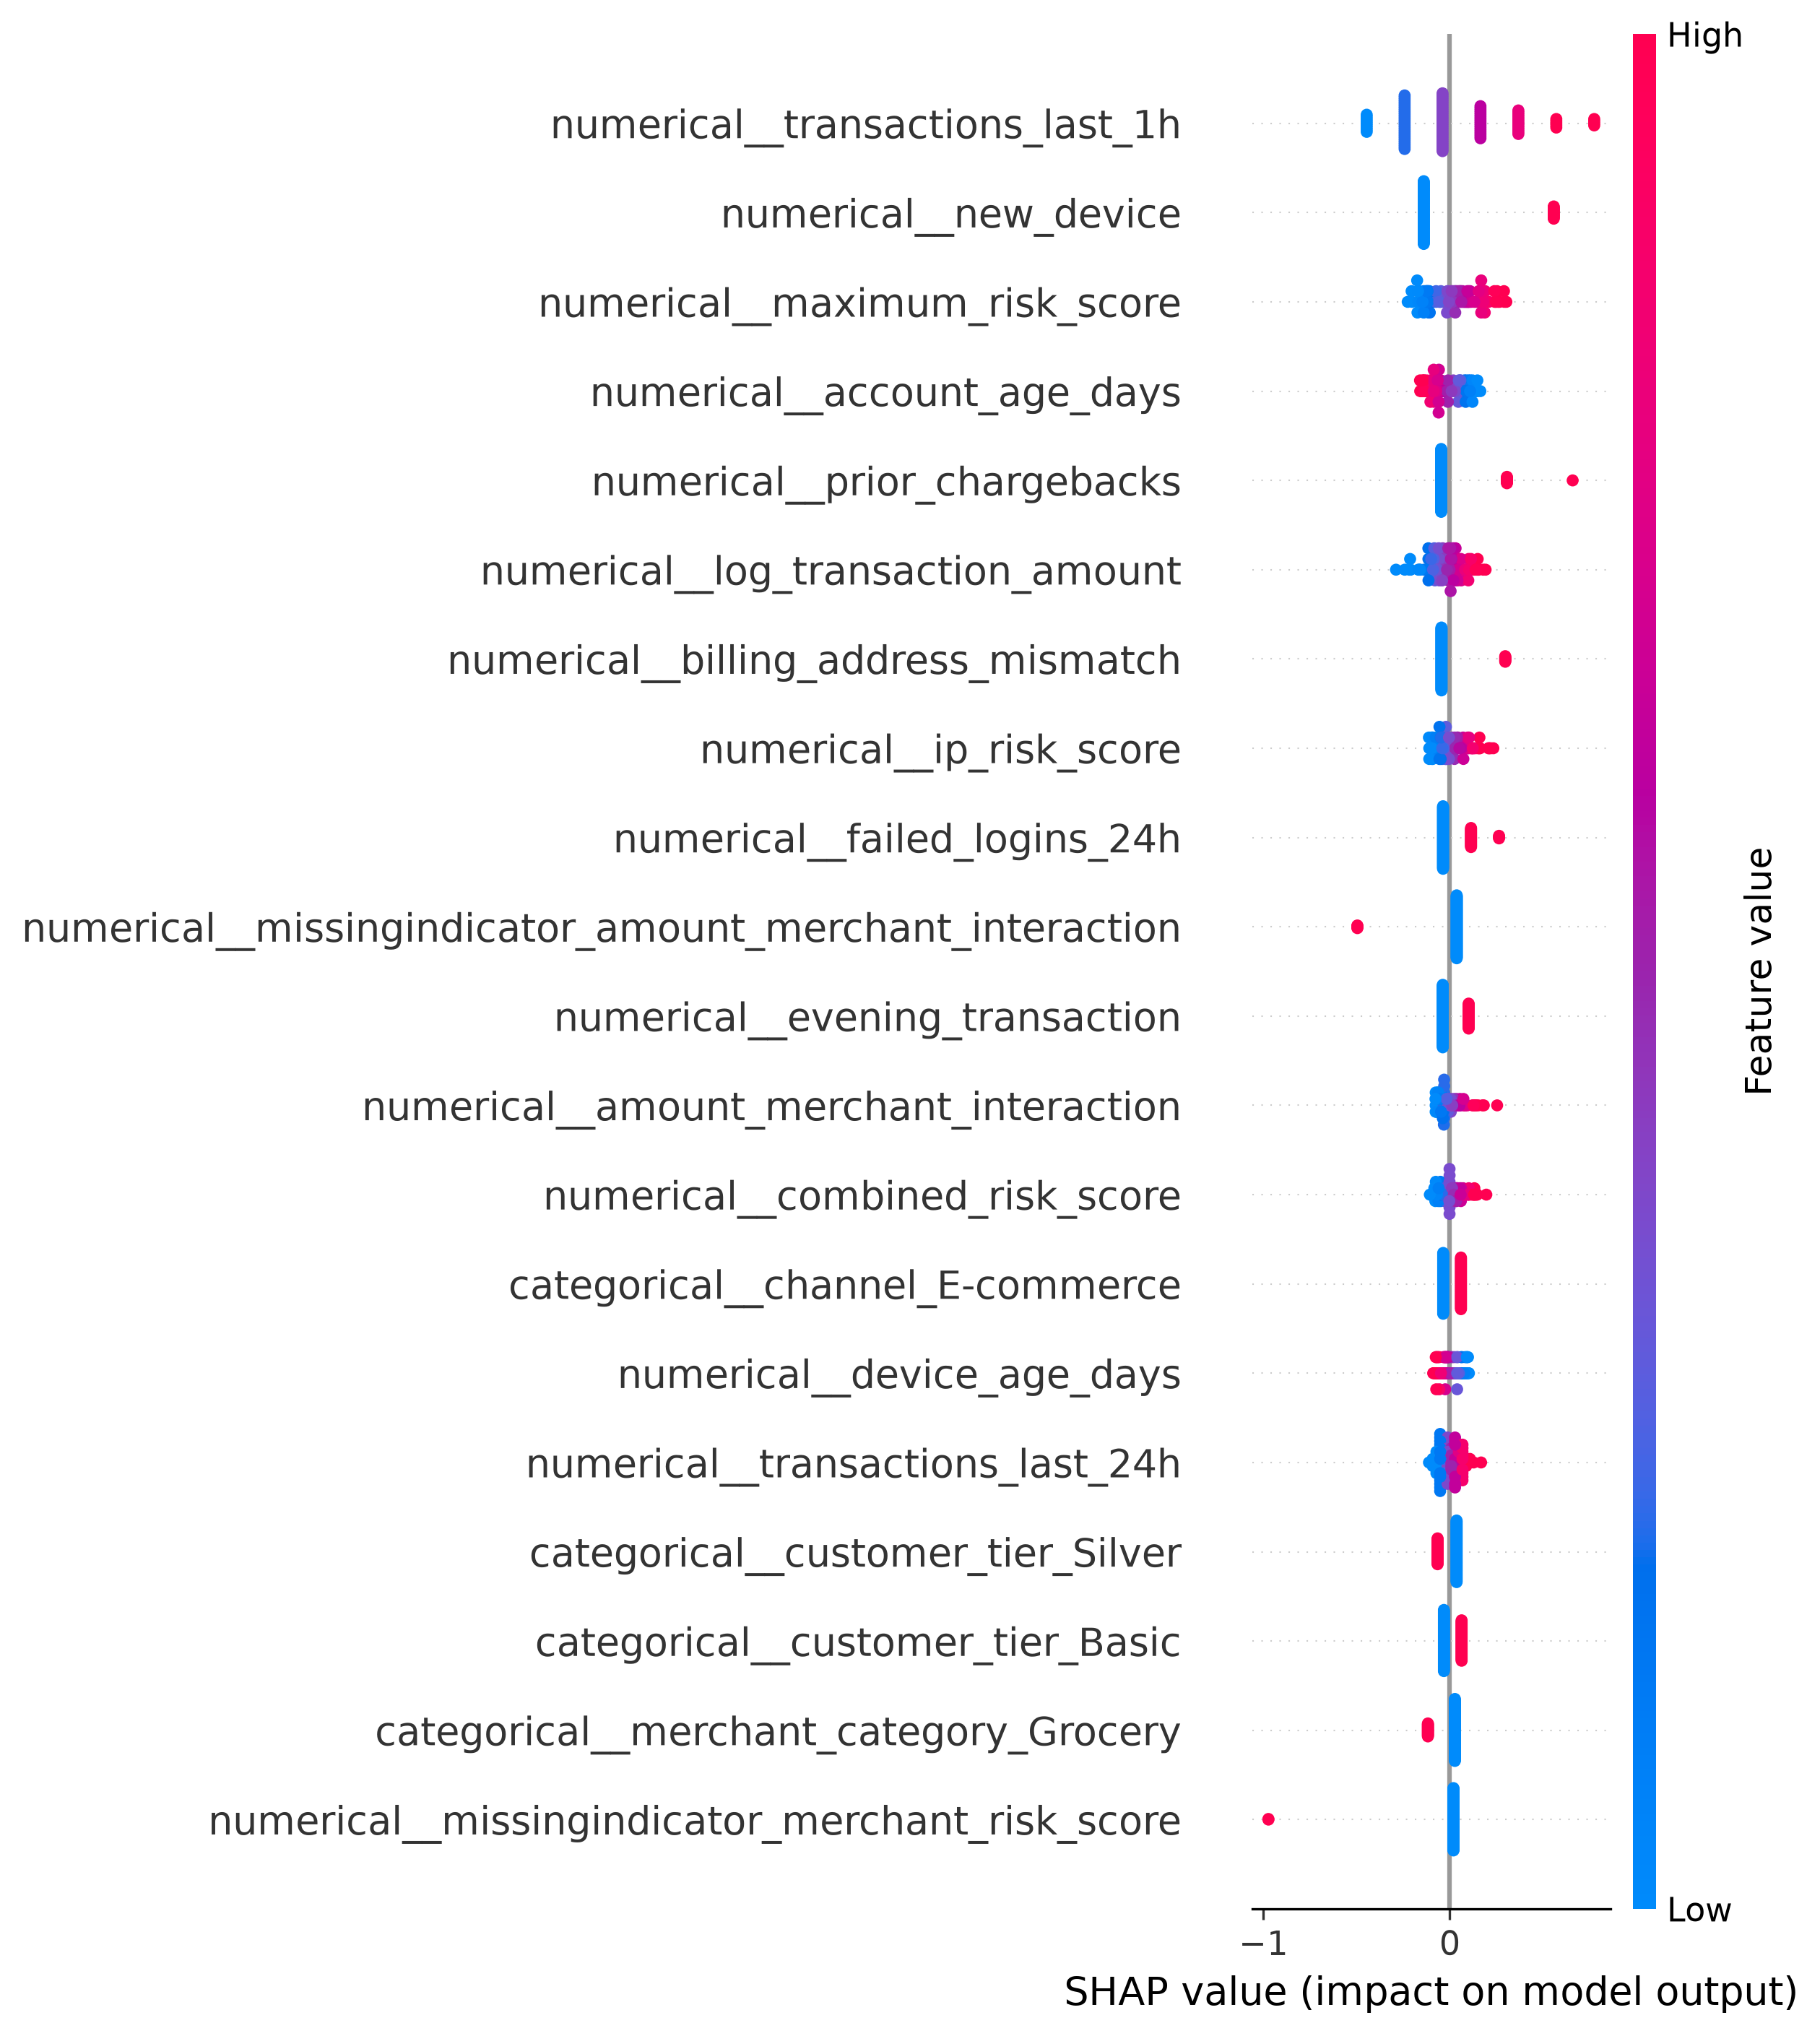 High
numerical__transactions_last_1h
numerical__new_device
numerical__maximum_risk_score
numerical__account_age_days
numerical__prior_chargebacks
numerical__log_transaction_amount
numerical__billing_address_mismatch
numerical__ip_risk_score
numerical__failed_logins_24h
numerical__missingindicator_amount_merchant_interaction
numerical__evening_transaction
numerical__amount_merchant_interaction
numerical__combined_risk_score
categorical__channel_E-commerce
numerical__device_age_days
numerical__transactions_last_24h
categorical__customer_tier_Silver
categorical__customer_tier_Basic
categorical__merchant_category_Grocery
numerical__missingindicator_merchant_risk_score
Feature value
Low
−1 0
SHAP value (impact on model output)